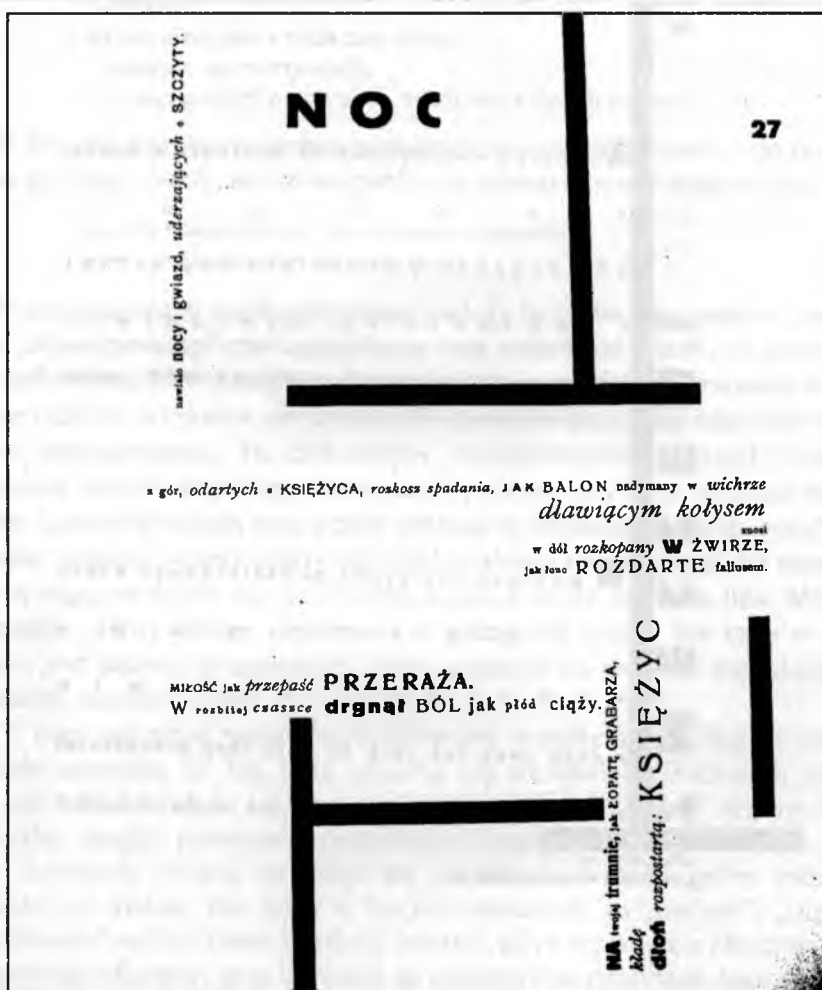 NOC
27
nawisło nocy i gwiazd, uderzających o SZCZYTY.
z gór, odartych z KSIĘŻYCA, rozkosz spadania, JAK BALON nadymany w wichrze
dławiącym kołysem
znosi
w dół rozkopany W ŻWIRZE,
jak łono ROZDARTE fallusem.
MIŁOŚĆ jak przepaść PRZERAŻA.
W rozbitej czaszce drgnął BÓL jak płód ciąży.
NA twojej trumnie, jak ŁOPATĘ GRABARZA,
kładę
dłoń rozpostartą: KSIĘŻYC